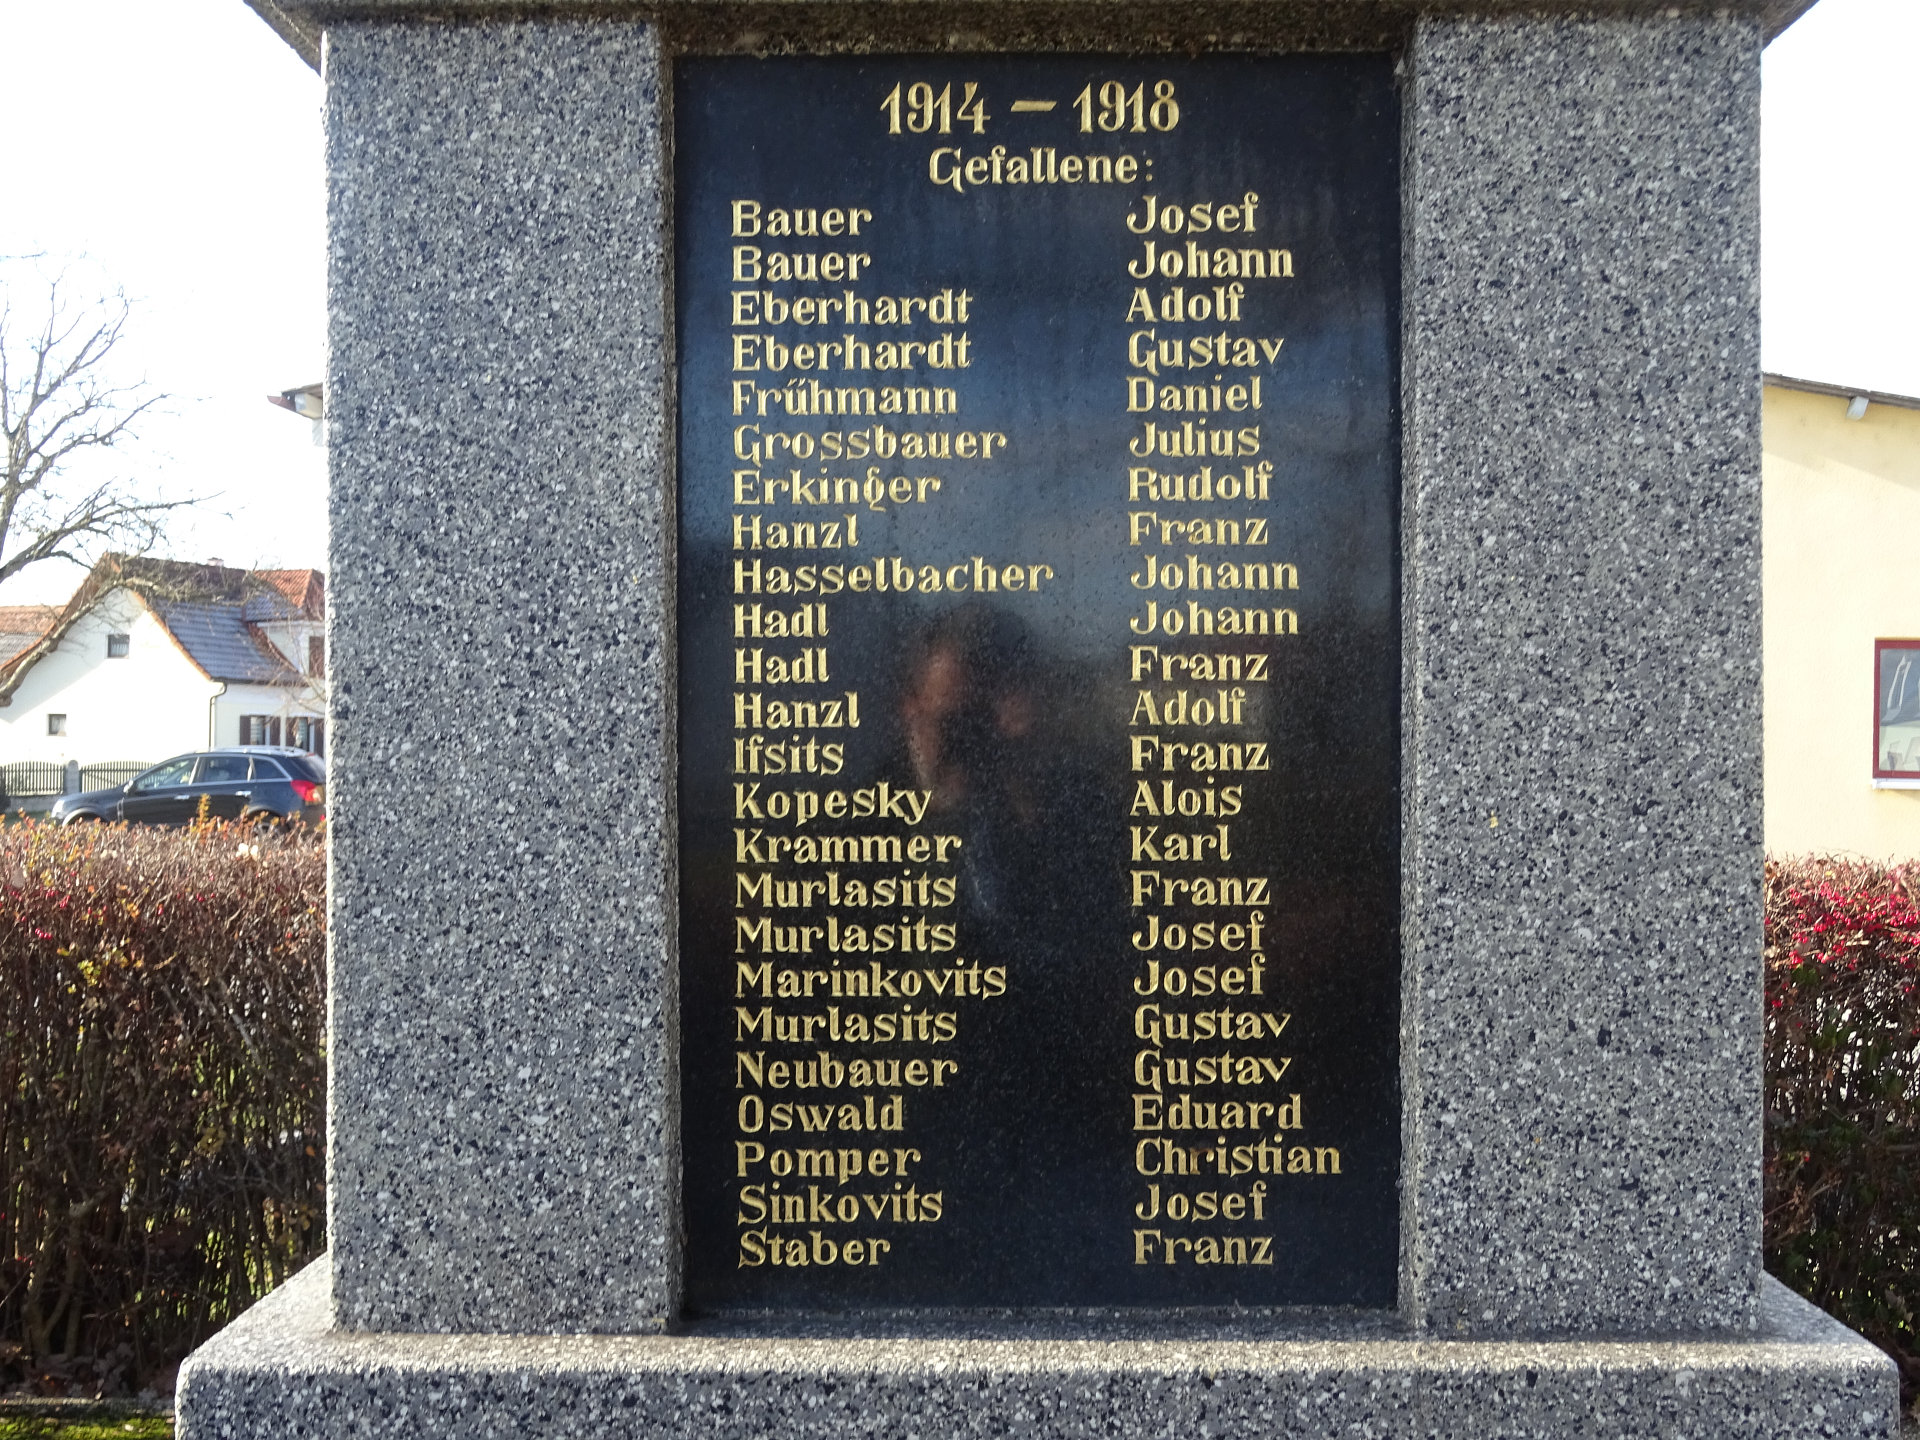 1914 – 1918
Gefallene:
Bauer Josef
Bauer Johann
Eberhardt Adolf
Eberhardt Gustav
Frűhmann Daniel
Grossbauer Julius
Erkinger Rudolf
Hanzl Franz
Hasselbacher Johann
Hadl Johann
Hadl Franz
Hanzl Adolf
Ifsits Franz
Kopesky Alois
Krammer Karl
Murlasits Franz
Murlasits Josef
Marinkovits Josef
Murlasits Gustav
Neubauer Gustav
Oswald Eduard
Pomper Christian
Sinkovits Josef
Staber Franz